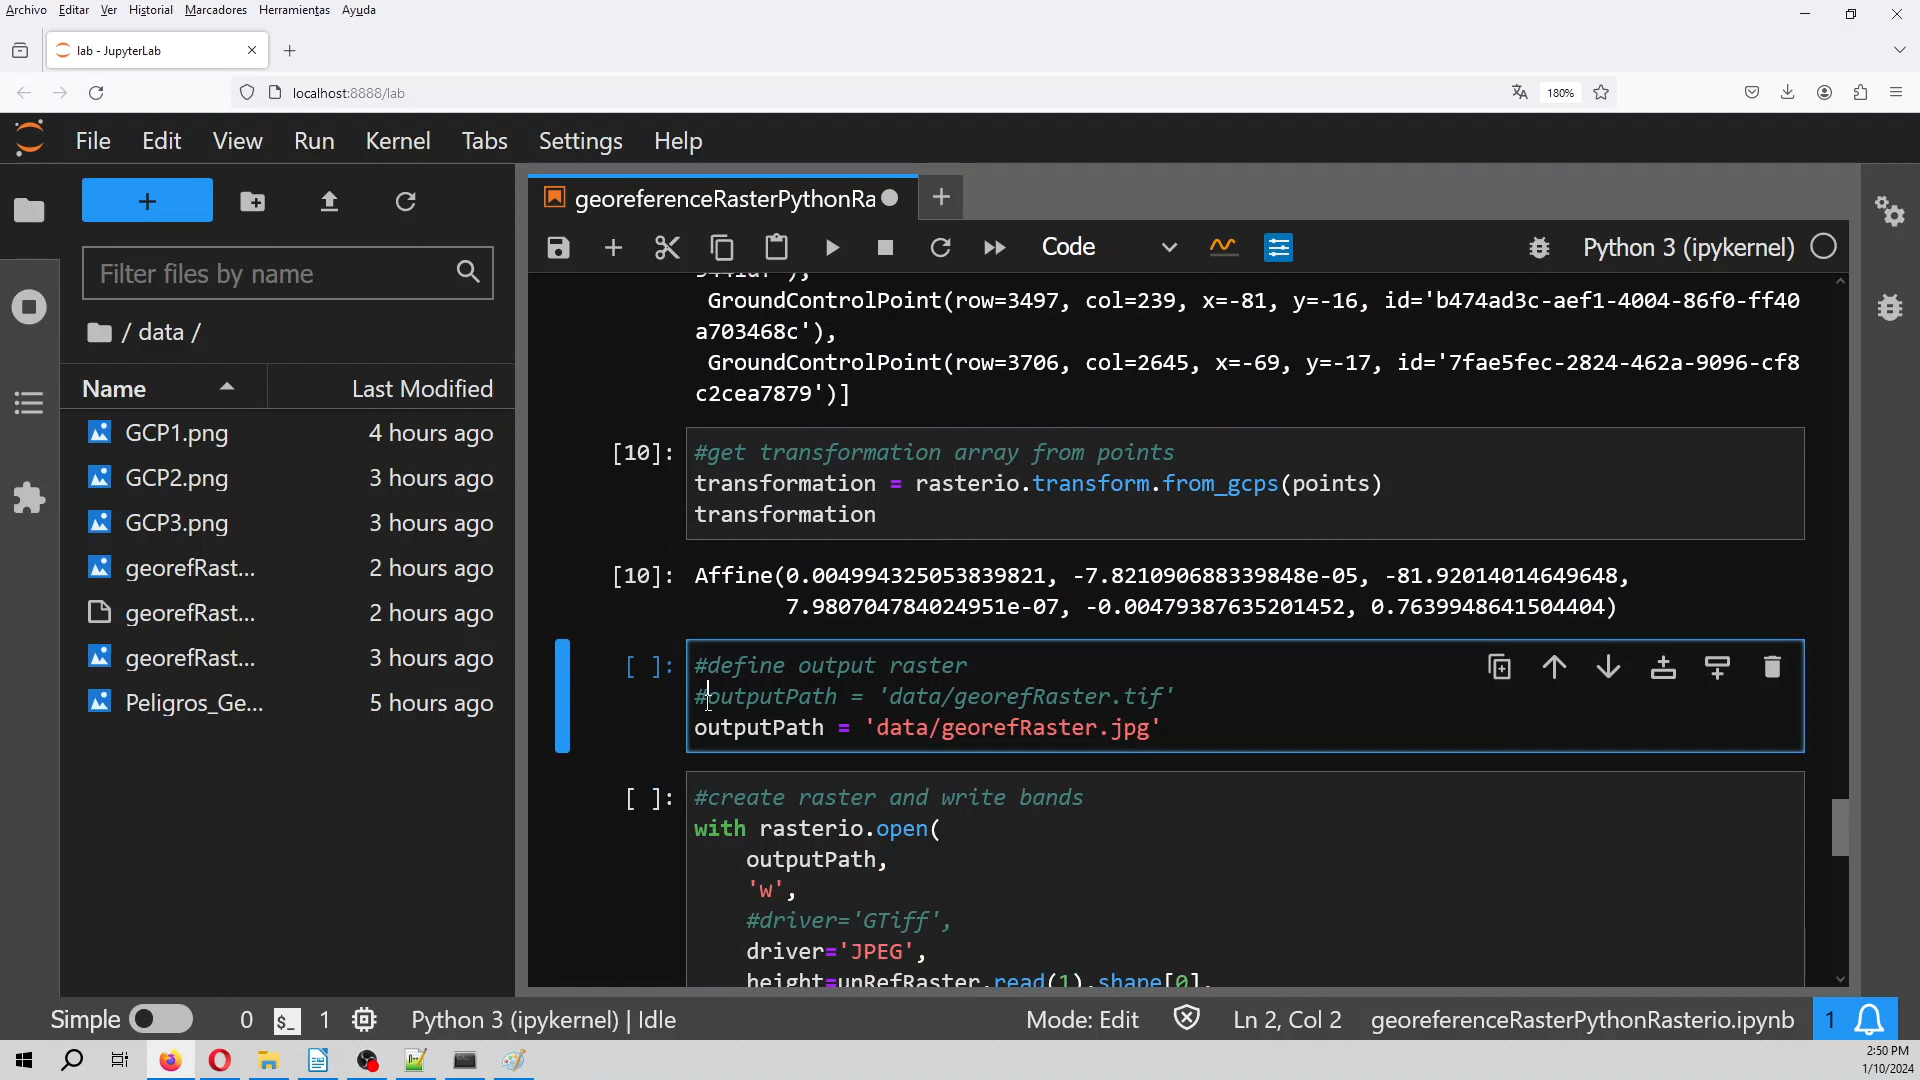 Archivo Editar Ver Historial Marcadores Herramientas Ayuda
lab - JupyterLab
localhost:8888/lab
180%
File Edit View Run Kernel Tabs Settings Help
georeferenceRasterPythonRa
Code
Python 3 (ipykernel)
Filter files by name
/ data /
Name Last Modified
GCP1.png 4 hours ago
GCP2.png 3 hours ago
GCP3.png 3 hours ago
georefRast... 2 hours ago
georefRast... 2 hours ago
georefRast... 3 hours ago
Peligros_Ge... 5 hours ago
GroundControlPoint(row=3497, col=239, x=-81, y=-16, id='b474ad3c-aef1-4004-86f0-ff40
a703468c'),
GroundControlPoint(row=3706, col=2645, x=-69, y=-17, id='7fae5fec-2824-462a-9096-cf8
c2cea7879')]
[10]: #get transformation array from points
transformation = rasterio.transform.from_gcps(points)
transformation
[10]: Affine(0.004994325053839821, -7.821090688339848e-05, -81.92014014649648,
7.980704784024951e-07, -0.00479387635201452, 0.7639948641504404)
[ ]: #define output raster
#outputPath = 'data/georefRaster.tif'
outputPath = 'data/georefRaster.jpg'
[ ]: #create raster and write bands
with rasterio.open(
outputPath,
'w',
#driver='GTiff',
driver='JPEG',
height=unRefRaster.read(1).shape[0],
Simple 0 $_ 1 Python 3 (ipykernel) | Idle Mode: Edit Ln 2, Col 2 georeferenceRasterPythonRasterio.ipynb 1
2:50 PM
1/10/2024